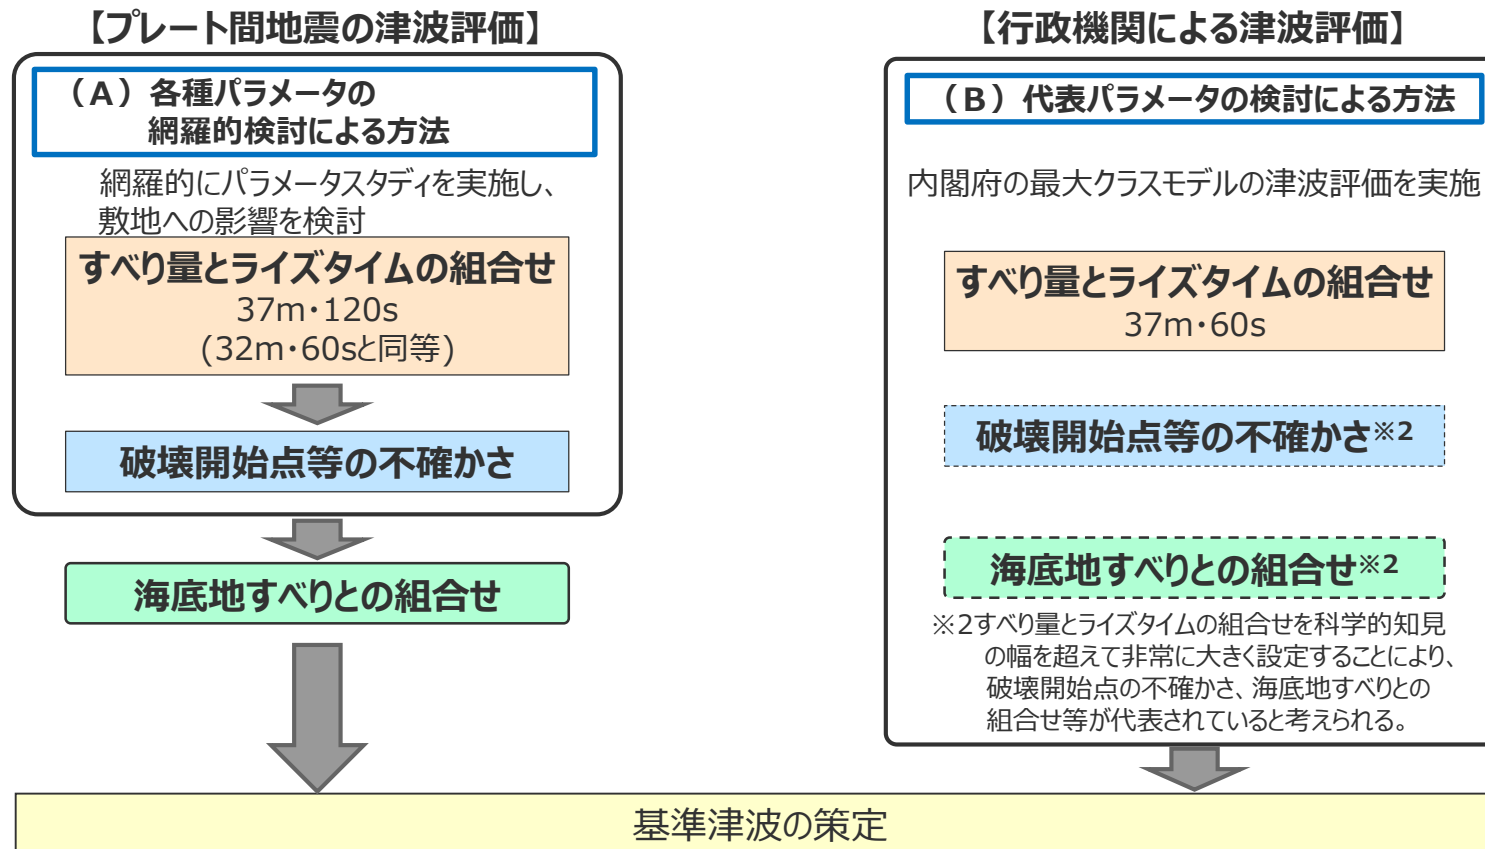 【プレート間地震の津波評価】
（A）各種パラメータの
網羅的検討による方法
網羅的にパラメータスタディを実施し、
敷地への影響を検討
すべり量とライズタイムの組合せ
37m・120s
(32m・60sと同等)
破壊開始点等の不確かさ
海底地すべりとの組合せ
【行政機関による津波評価】
（B）代表パラメータの検討による方法
内閣府の最大クラスモデルの津波評価を実施
すべり量とライズタイムの組合せ
37m・60s
破壊開始点等の不確かさ※2
海底地すべりとの組合せ※2
※2すべり量とライズタイムの組合せを科学的知見
の幅を超えて非常に大きく設定することにより、
破壊開始点の不確かさ、海底地すべりとの
組合せ等が代表されていると考えられる。
基準津波の策定